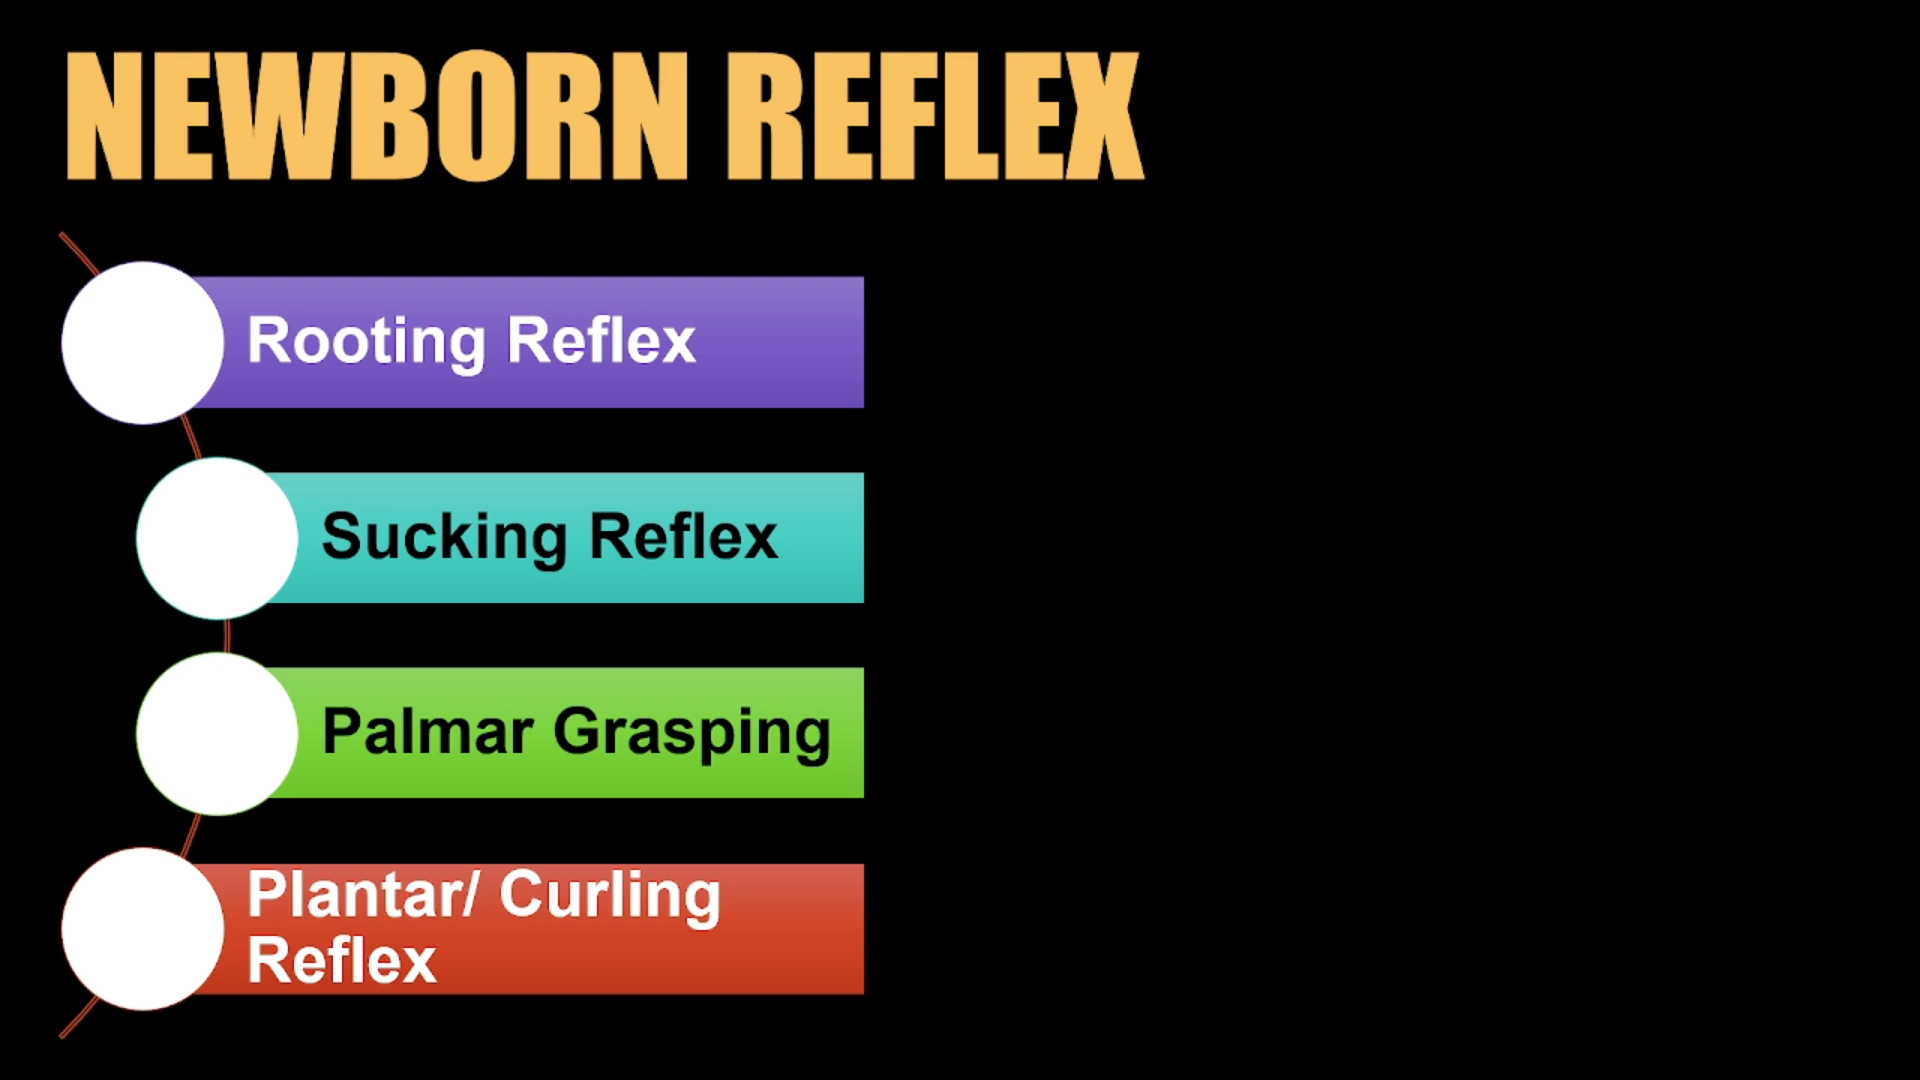 NEWBORN REFLEX
Rooting Reflex
Sucking Reflex
Palmar Grasping
Plantar/ Curling
Reflex